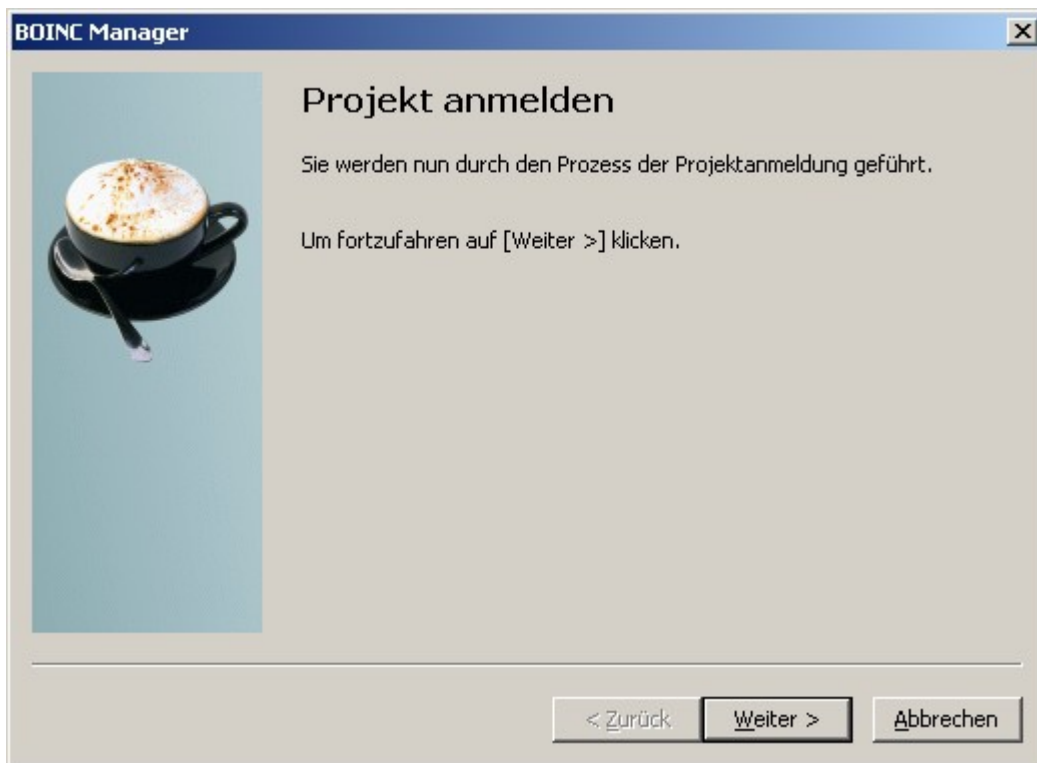 BOINC Manager
Projekt anmelden
Sie werden nun durch den Prozess der Projektanmeldung geführt.
Um fortzufahren auf [Weiter >] klicken.
< Zurück
Weiter >
Abbrechen